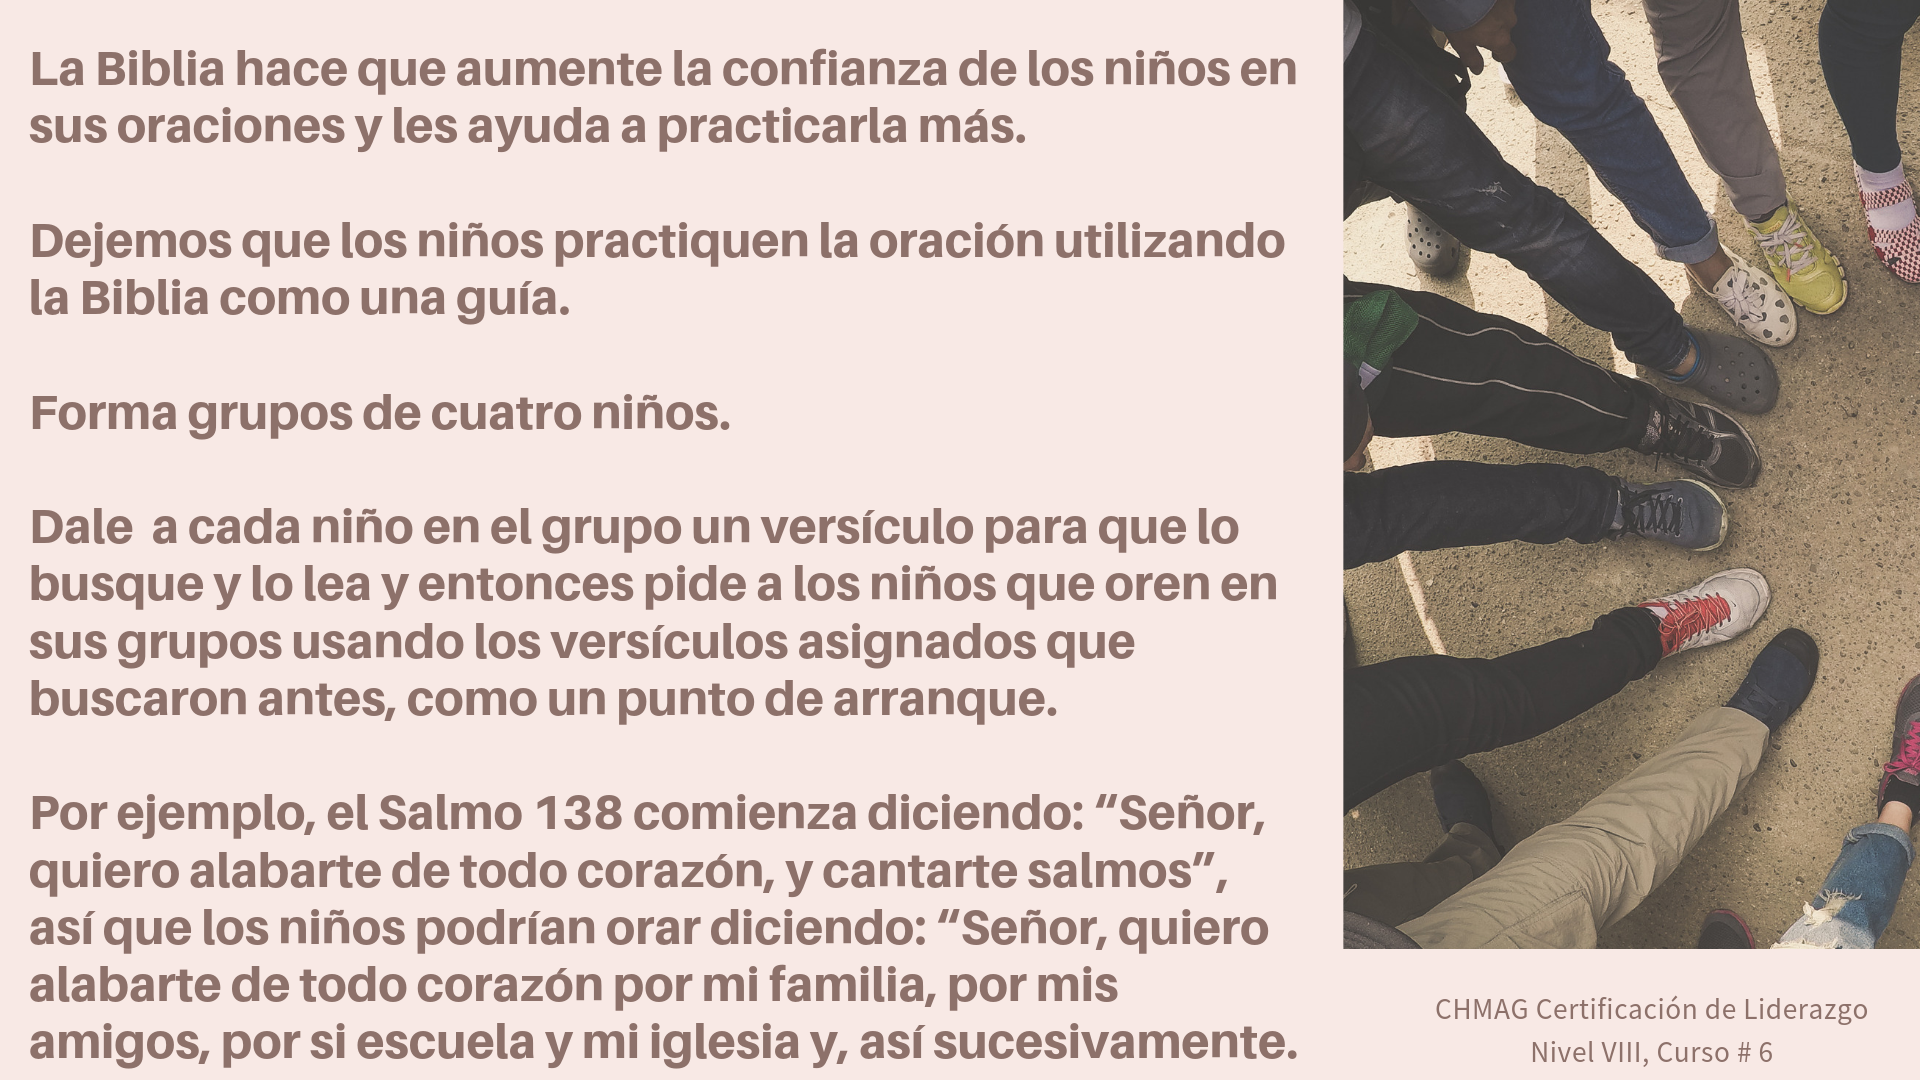 La Biblia hace que aumente la confianza de los niños en
sus oraciones y les ayuda a practicarla más.
Dejemos que los niños practiquen la oración utilizando
la Biblia como una guía.
Forma grupos de cuatro niños.
Dale  a cada niño en el grupo un versículo para que lo
busque y lo lea y entonces pide a los niños que oren en
sus grupos usando los versículos asignados que
buscaron antes, como un punto de arranque.
Por ejemplo, el Salmo 138 comienza diciendo: “Señor,
quiero alabarte de todo corazón, y cantarte salmos”,
así que los niños podrían orar diciendo: “Señor, quiero
alabarte de todo corazón por mi familia, por mis
amigos, por si escuela y mi iglesia y, así sucesivamente.
CHMAG Certificación de Liderazgo
Nivel VIII, Curso # 6